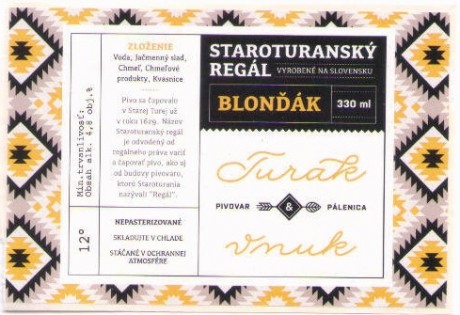 ZLOŽENIE
Voda, Jačmenný slad,
Chmeľ, Chmeľové
produkty, Kvasnice
Pivo sa čapovalo
v Starej Turej už
v roku 1629. Názov
Staroturanský regál
je odvodený od
regálneho práva variť
a čapovať pivo, ako aj
od budovy pivovaru,
ktorú Staroturania
nazývali "Regál".
Min.trvanlivosť:
Obsah alk. 4,8 obj.%
12°
NEPASTERIZOVANÉ
SKLADUJTE V CHLADE
STÁČANÉ V OCHRANNEJ
ATMOSFÉRE
STAROTURANSKÝ
REGÁL VYROBENÉ NA SLOVENSKU
BLONĎÁK 330 ml
Turak
PIVOVAR & PÁLENICA
vnuk